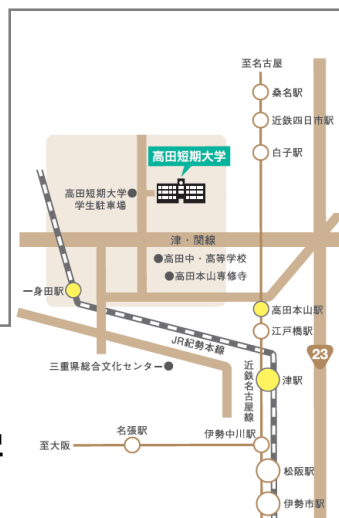 至名古屋
桑名駅
近鉄四日市駅
白子駅
高田短期大学
高田短期大学
学生駐車場
津・関線
高田中・高等学校
高田本山専修寺
一身田駅
高田本山駅
江戸橋駅
JR紀勢本線
23
三重県総合文化センター
近鉄名古屋線
津駅
名張駅
伊勢中川駅
至大阪
松阪駅
伊勢市駅